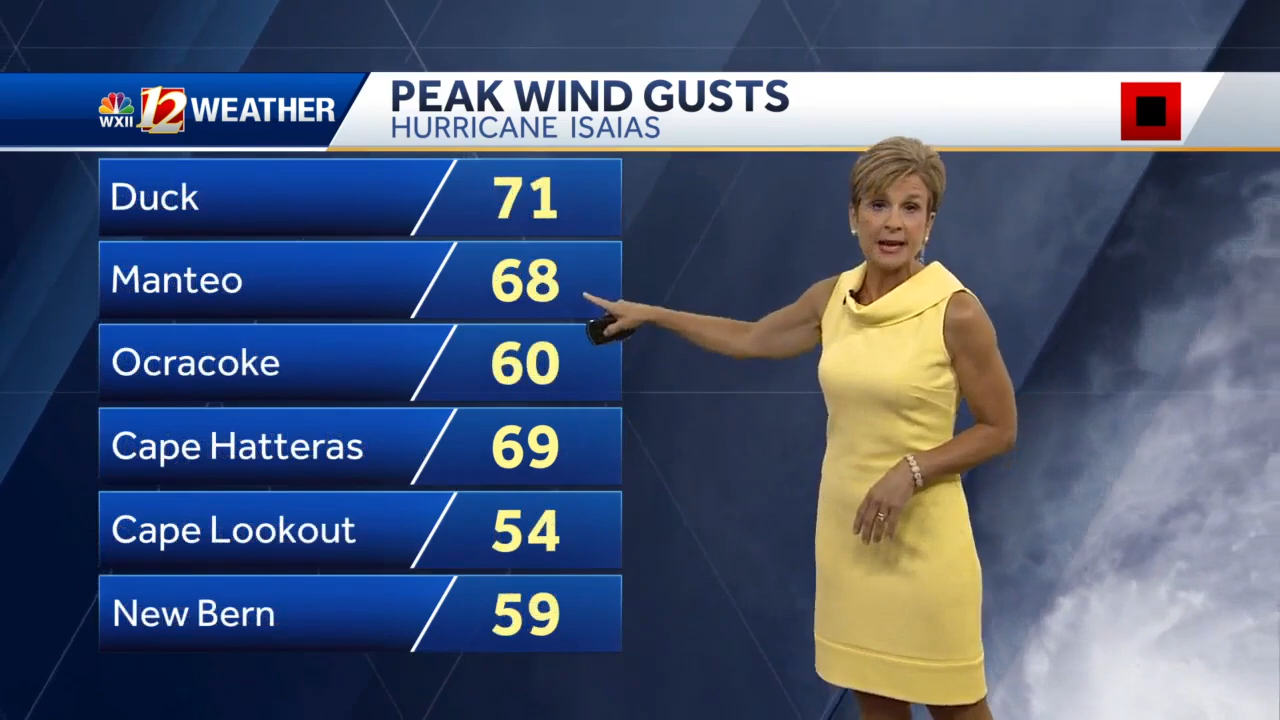 WXII 12 WEATHER
PEAK WIND GUSTS
HURRICANE ISAIAS
Duck 71
Manteo 68
Ocracoke 60
Cape Hatteras 69
Cape Lookout 54
New Bern 59